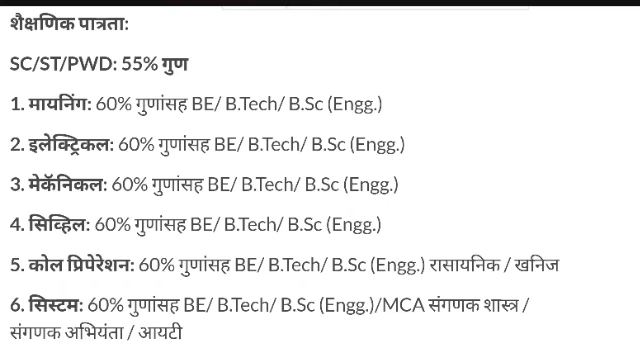 शैक्षणिक पात्रता:
SC/ST/PWD: 55% गुण
1. मायनिंग: 60% गुणांसह BE/ B.Tech/ B.Sc (Engg.)
2. इलेक्ट्रिकल: 60% गुणांसह BE/ B.Tech/ B.Sc (Engg.)
3. मेकॅनिकल: 60% गुणांसह BE/ B.Tech/ B.Sc (Engg.)
4. सिव्हिल: 60% गुणांसह BE/ B.Tech/ B.Sc (Engg.)
5. कोल प्रिपेरेशन: 60% गुणांसह BE/ B.Tech/ B.Sc (Engg.) रासायनिक / खनिज
6. सिस्टम: 60% गुणांसह BE/ B.Tech/ B.Sc (Engg.)/MCA संगणक शास्त्र /
संगणक अभियंता / आयटी